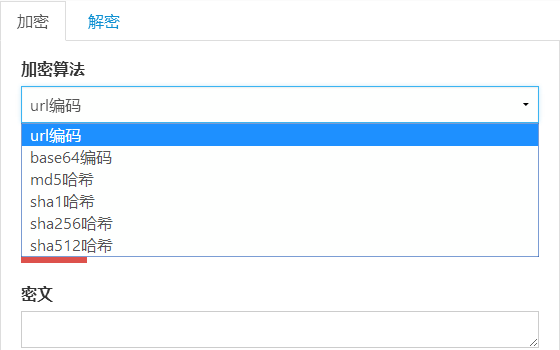 加密 解密
加密算法
url编码
url编码
base64编码
md5哈希
sha1哈希
sha256哈希
sha512哈希
密文